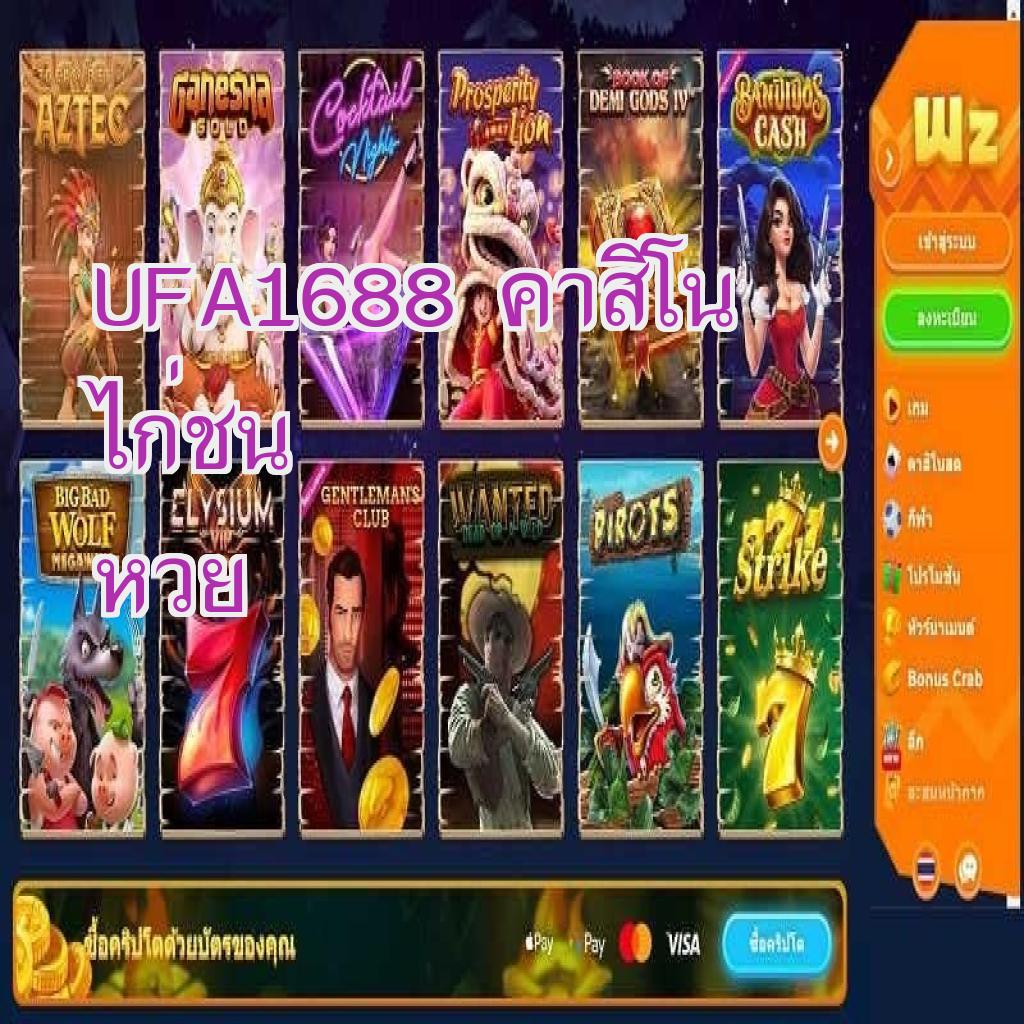 TREASURES OF
AZTEC
Ganesha
GOLD
Cocktail
Nights
Prosperity
Lion
BOOK OF
DEMI GODS IV
BANDIDOS
CASH
Wz
เข้าสู่ระบบ
ลงทะเบียน
UFA1688 คาสิโน
ไก่ชน
หวย
เกม
คาสิโนสด
กีฬา
โปรโมชั่น
ทัวร์นาเมนต์
Bonus Crab
ลีก
สะสมหน้ากาก
BIG BAD
WOLF
MEGAWAYS
ELYSIUM
VIP
GENTLEMAN'S
CLUB
WANTED
DEAD OR A WILD
PIROTS
777
Strike
ซื้อคริปโตด้วยบัตรของคุณ
Pay
Pay
VISA
ซื้อคริปโต